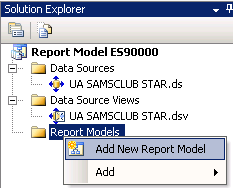 Solution Explorer
Report Model ES90000
Data Sources
UA SAMSCLUB STAR.ds
Data Source Views
UA SAMSCLUB STAR.dsv
Report Models
Add New Report Model
Add